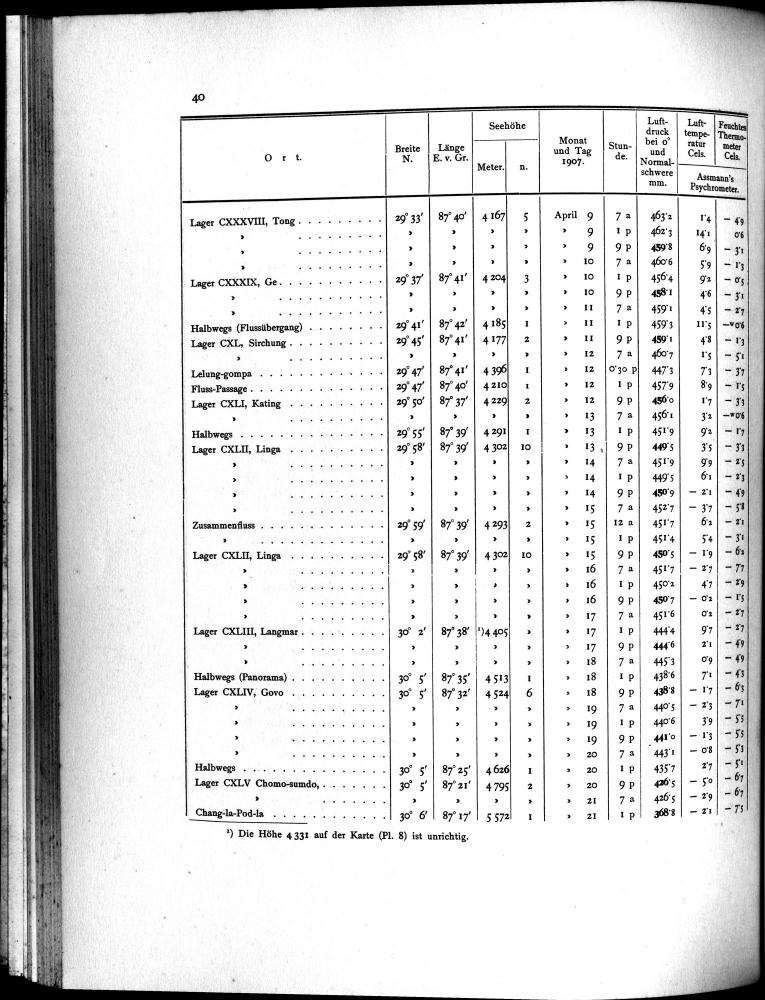 40
O r t. | Breite N. | Länge E. v. Gr. | Seehöhe Meter. | n. | Monat und Tag 1907. | Stun- de. | Luft- druck bei 0° und Normal- schwere mm. | Luft- tempe- ratur Cels. | Feuchtes Thermo- meter Cels. | Assmann's Psychrometer.
Lager CXXXVIII, Tong . . . . . . . . . 29° 33′ 87° 40′ 4 167 5 April 9 7 a 463·2 1·4 – 4·9
» . . . . . . . . . » » » » » 9 1 p 462·3 14·1 0·6
» . . . . . . . . . » » » » » 9 9 p 459·8 6·9 – 3·1
» . . . . . . . . . » » » » » 10 7 a 460·6 5·9 – 1·3
Lager CXXXIX, Ge . . . . . . . . . . . 29° 37′ 87° 41′ 4 204 3 » 10 1 p 456·4 9·2 – 0·5
» . . . . . . . . . . . » » » » » 10 9 p 458·1 4·6 – 3·1
» . . . . . . . . . . . » » » » » 11 7 a 459·1 4·5 – 2·7
Halbwegs (Flussübergang) . . . . . . . . 29° 41′ 87° 42′ 4 185 1 » 11 1 p 459·3 11·5 –w0·6
Lager CXL, Sirchung . . . . . . . . . . 29° 45′ 87° 41′ 4 177 2 » 11 9 p 459·1 4·8 – 1·3
» . . . . . . . . . . » » » » » 12 7 a 460·7 1·5 – 5·1
Lelung-gompa . . . . . . . . . . . . . 29° 47′ 87° 41′ 4 396 1 » 12 0·30 p 447·3 7·3 – 3·7
Fluss-Passage . . . . . . . . . . . . . 29° 47′ 87° 40′ 4 210 1 » 12 1 p 457·9 8·9 – 1·5
Lager CXLI, Kating . . . . . . . . . . 29° 50′ 87° 37′ 4 229 2 » 12 9 p 456·0 1·7 – 3·3
» . . . . . . . . . . » » » » » 13 7 a 456·1 3·2 –w0·6
Halbwegs . . . . . . . . . . . . . . 29° 55′ 87° 39′ 4 291 1 » 13 1 p 451·9 9·2 – 1·7
Lager CXLII, Linga . . . . . . . . . . 29° 58′ 87° 39′ 4 302 10 » 13 9 p 449·5 3·5 – 3·3
» . . . . . . . . . . » » » » » 14 7 a 451·9 9·9 – 2·5
» . . . . . . . . . . » » » » » 14 1 p 449·5 6·1 – 2·3
» . . . . . . . . . . » » » » » 14 9 p 450·9 – 2·1 – 4·9
» . . . . . . . . . . » » » » » 15 7 a 452·7 – 3·7 – 5·8
Zusammenfluss . . . . . . . . . . . . 29° 59′ 87° 39′ 4 293 2 » 15 12 a 451·7 6·2 – 2·1
» . . . . . . . . . . . . » » » » » 15 1 p 451·4 5·4 – 3·1
Lager CXLII, Linga . . . . . . . . . . 29° 58′ 87° 39′ 4 302 10 » 15 9 p 450·5 – 1·9 – 6·2
» . . . . . . . . . » » » » » 16 7 a 451·7 – 2·7 – 7·7
» . . . . . . . . . » » » » » 16 1 p 450·2 4·7 – 2·9
» . . . . . . . . . » » » » » 16 9 p 450·7 – 0·2 – 1·5
» . . . . . . . . . » » » » » 17 7 a 451·6 0·2 – 2·7
Lager CXLIII, Langmar . . . . . . . . . 30° 2′ 87° 38′ ¹)4 405 » » 17 1 p 444·4 9·7 – 2·7
» . . . . . . . . . » » » » » 17 9 p 444·6 2·1 – 4·9
» . . . . . . . . . » » » » » 18 7 a 445·3 0·9 – 4·9
Halbwegs (Panorama) . . . . . . . . . . 30° 5′ 87° 35′ 4 513 1 » 18 1 p 438·6 7·1 – 4·3
Lager CXLIV, Govo . . . . . . . . . . 30° 5′ 87° 32′ 4 524 6 » 18 9 p 438·8 – 1·7 – 6·3
» . . . . . . . . . . » » » » » 19 7 a 440·5 – 2·3 – 7·1
» . . . . . . . . . . » » » » » 19 1 p 440·6 3·9 – 5·5
» . . . . . . . . . . » » » » » 19 9 p 441·0 – 1·3 – 5·5
» . . . . . . . . . . » » » » » 20 7 a 443·1 – 0·8 – 5·3
Halbwegs . . . . . . . . . . . . . . 30° 5′ 87° 25′ 4 626 1 » 20 1 p 435·7 2·7 – 5·1
Lager CXLV Chomo-sumdo, . . . . . . . 30° 5′ 87° 21′ 4 795 2 » 20 9 p 426·5 – 5·0 – 6·7
» . . . . . . . » » » » » 21 7 a 426·5 – 2·9 – 6·7
Chang-la-Pod-la . . . . . . . . . . . . 30° 6′ 87° 17′ 5 572 1 » 21 1 p 368·8 – 2·1 – 7·5
¹) Die Höhe 4 331 auf der Karte (Pl. 8) ist unrichtig.